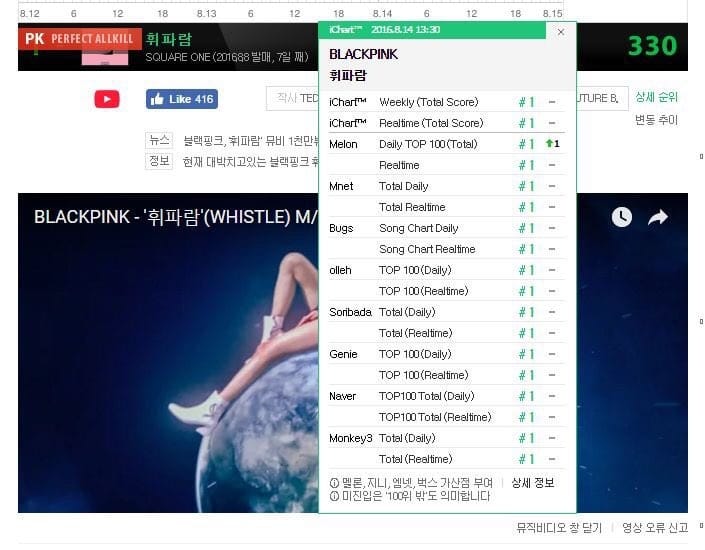 8.12 6 12 18 8.13 6 12 18 8.14 6 12 18 8.15
PK PERFECT ALLKILL
휘파람
SQUARE ONE (2016.8.8 발매, 7일 째)
330
Like 416
작사 TED
UTURE B.
상세 순위
변동 추이
뉴스 블랙핑크, '휘파람' 뮤비 1천만뷰
정보 현재 대박치고있는 블랙핑크 휘
BLACKPINK - '휘파람'(WHISTLE) M/
iChart™ 2016.8.14 13:30 ×
BLACKPINK
휘파람
iChart™ Weekly (Total Score) #1 –
iChart™ Realtime (Total Score) #1 –
Melon Daily TOP 100(Total) #1 ⬆1
Realtime #1 –
Mnet Total Daily #1 –
Total Realtime #1 –
Bugs Song Chart Daily #1 –
Song Chart Realtime #1 –
olleh TOP 100(Daily) #1 –
TOP 100(Realtime) #1 –
Soribada Total (Daily) #1 –
Total (Realtime) #1 –
Genie TOP 100(Daily) #1 –
TOP 100(Realtime) #1 –
Naver TOP100 Total (Daily) #1 –
TOP100 Total (Realtime) #1 –
Monkey3 Total (Daily) #1 –
Total (Realtime) #1 –
멜론, 지니, 엠넷, 벅스 가산점 부여 | 상세 정보
미진입은 '100위 밖'도 의미합니다
뮤직비디오 창 닫기 | 영상 오류 신고